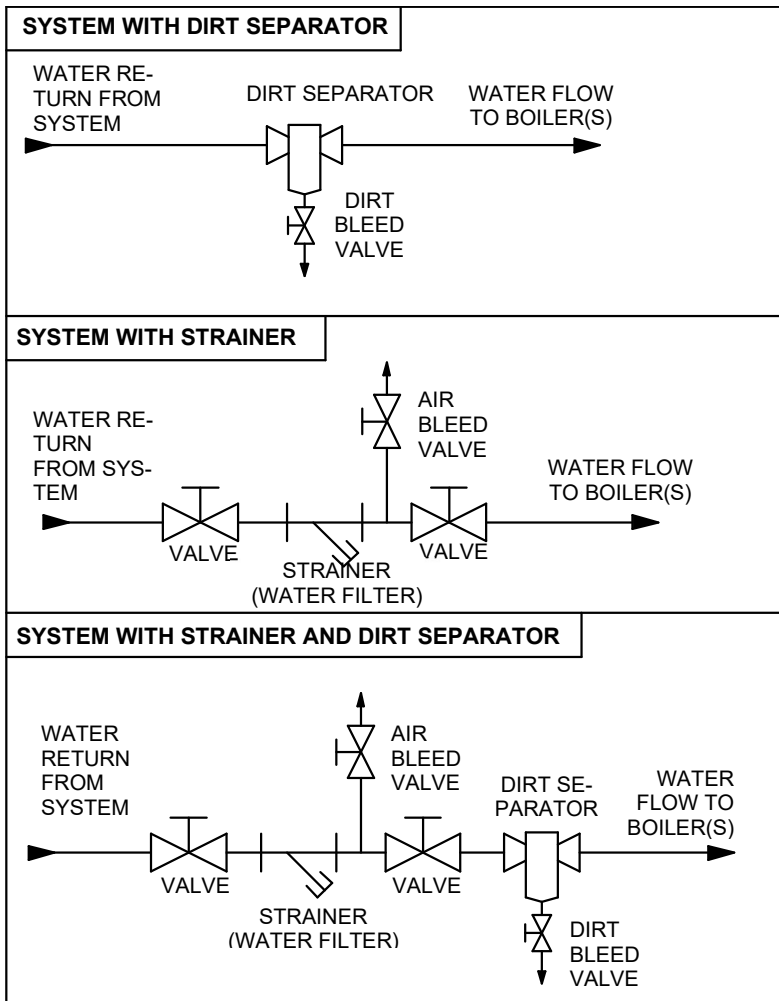 SYSTEM WITH DIRT SEPARATOR
WATER RE-
TURN FROM
SYSTEM
DIRT SEPARATOR
WATER FLOW
TO BOILER(S)
DIRT
BLEED
VALVE
SYSTEM WITH STRAINER
WATER RE-
TURN
FROM SYS-
TEM
AIR
BLEED
VALVE
WATER FLOW
TO BOILER(S)
VALVE
VALVE
STRAINER
(WATER FILTER)
SYSTEM WITH STRAINER AND DIRT SEPARATOR
WATER
RETURN
FROM
SYSTEM
AIR
BLEED
VALVE
DIRT SE-
PARATOR
WATER
FLOW TO
BOILER(S)
VALVE
VALVE
STRAINER
(WATER FILTER)
DIRT
BLEED
VALVE